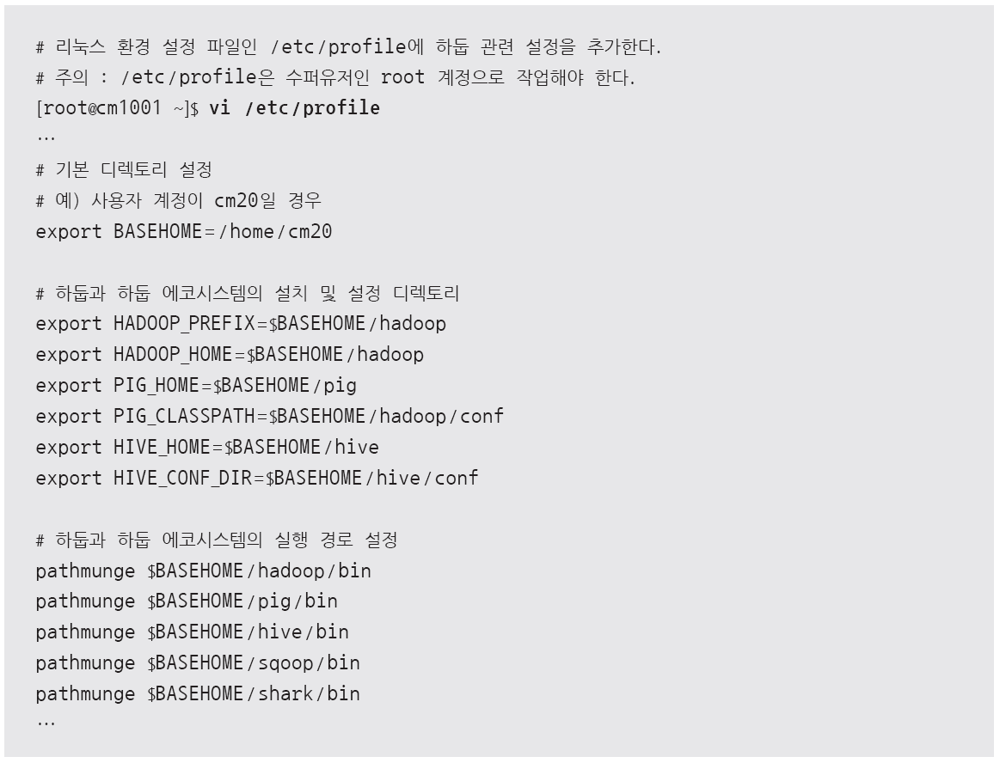 # 리눅스 환경 설정 파일인 /etc/profile에 하둡 관련 설정을 추가한다.
# 주의 : /etc/profile은 수퍼유저인 root 계정으로 작업해야 한다.
[root@cm1001 ~]$ vi /etc/profile
...
# 기본 디렉토리 설정
# 예) 사용자 계정이 cm20일 경우
export BASEHOME=/home/cm20
# 하둡과 하둡 에코시스템의 설치 및 설정 디렉토리
export HADOOP_PREFIX=$BASEHOME/hadoop
export HADOOP_HOME=$BASEHOME/hadoop
export PIG_HOME=$BASEHOME/pig
export PIG_CLASSPATH=$BASEHOME/hadoop/conf
export HIVE_HOME=$BASEHOME/hive
export HIVE_CONF_DIR=$BASEHOME/hive/conf
# 하둡과 하둡 에코시스템의 실행 경로 설정
pathmunge $BASEHOME/hadoop/bin
pathmunge $BASEHOME/pig/bin
pathmunge $BASEHOME/hive/bin
pathmunge $BASEHOME/sqoop/bin
pathmunge $BASEHOME/shark/bin
...